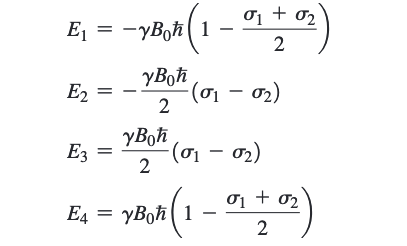 E₁ = −γB₀ħ(1 − (σ₁ + σ₂)/2)
E₂ = −(γB₀ħ/2)(σ₁ − σ₂)
E₃ = (γB₀ħ/2)(σ₁ − σ₂)
E₄ = γB₀ħ(1 − (σ₁ + σ₂)/2)